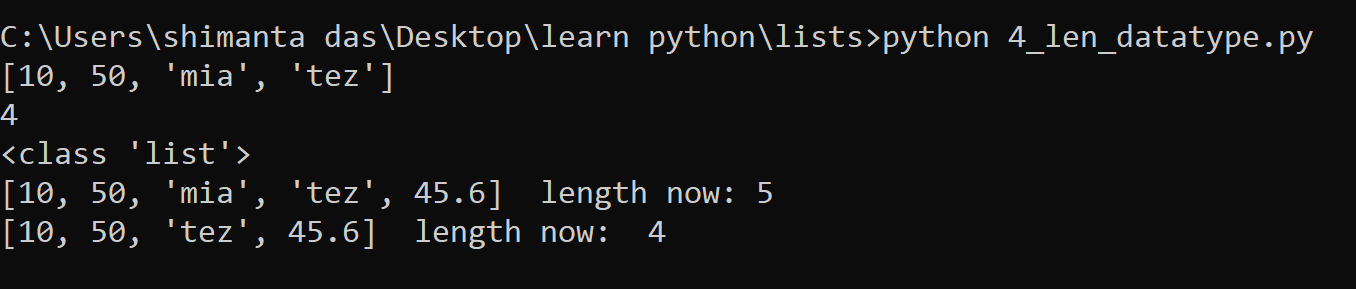 C:\Users\shimanta das\Desktop\learn python\lists>python 4_len_datatype.py
[10, 50, 'mia', 'tez']
4
<class 'list'>
[10, 50, 'mia', 'tez', 45.6]  length now: 5
[10, 50, 'tez', 45.6]  length now:  4